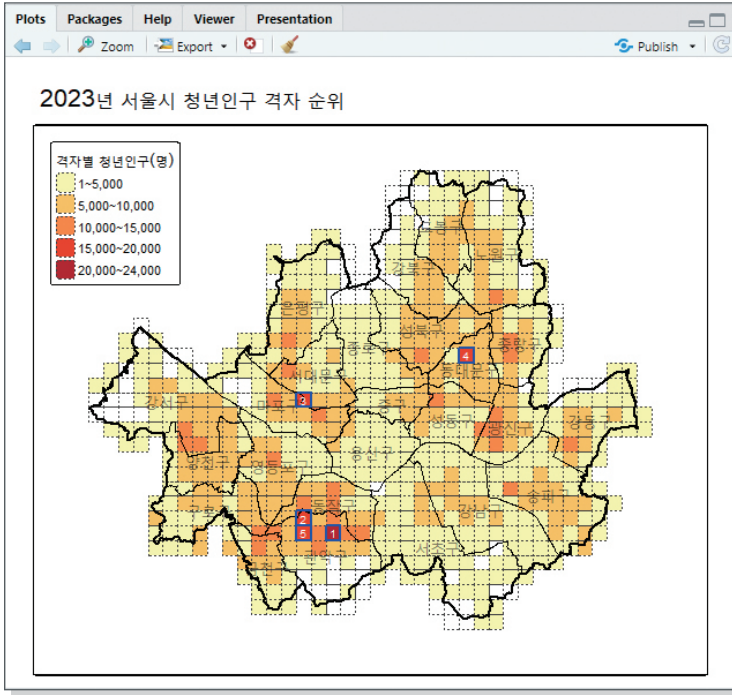 Plots Packages Help Viewer Presentation
Zoom Export Publish
2023년 서울시 청년인구 격자 순위
격자별 청년인구(명)
1~5,000
5,000~10,000
10,000~15,000
15,000~20,000
20,000~24,000
도봉구
노원구
강북구
은평구
성북구
중랑구
종로구
4
동대문구
서대문구
강서구
마포구
3
중구
성동구
광진구
강동구
용산구
양천구
영등포구
송파구
동작구
구로구
강남구
2
5
1
서초구
관악구
금천구